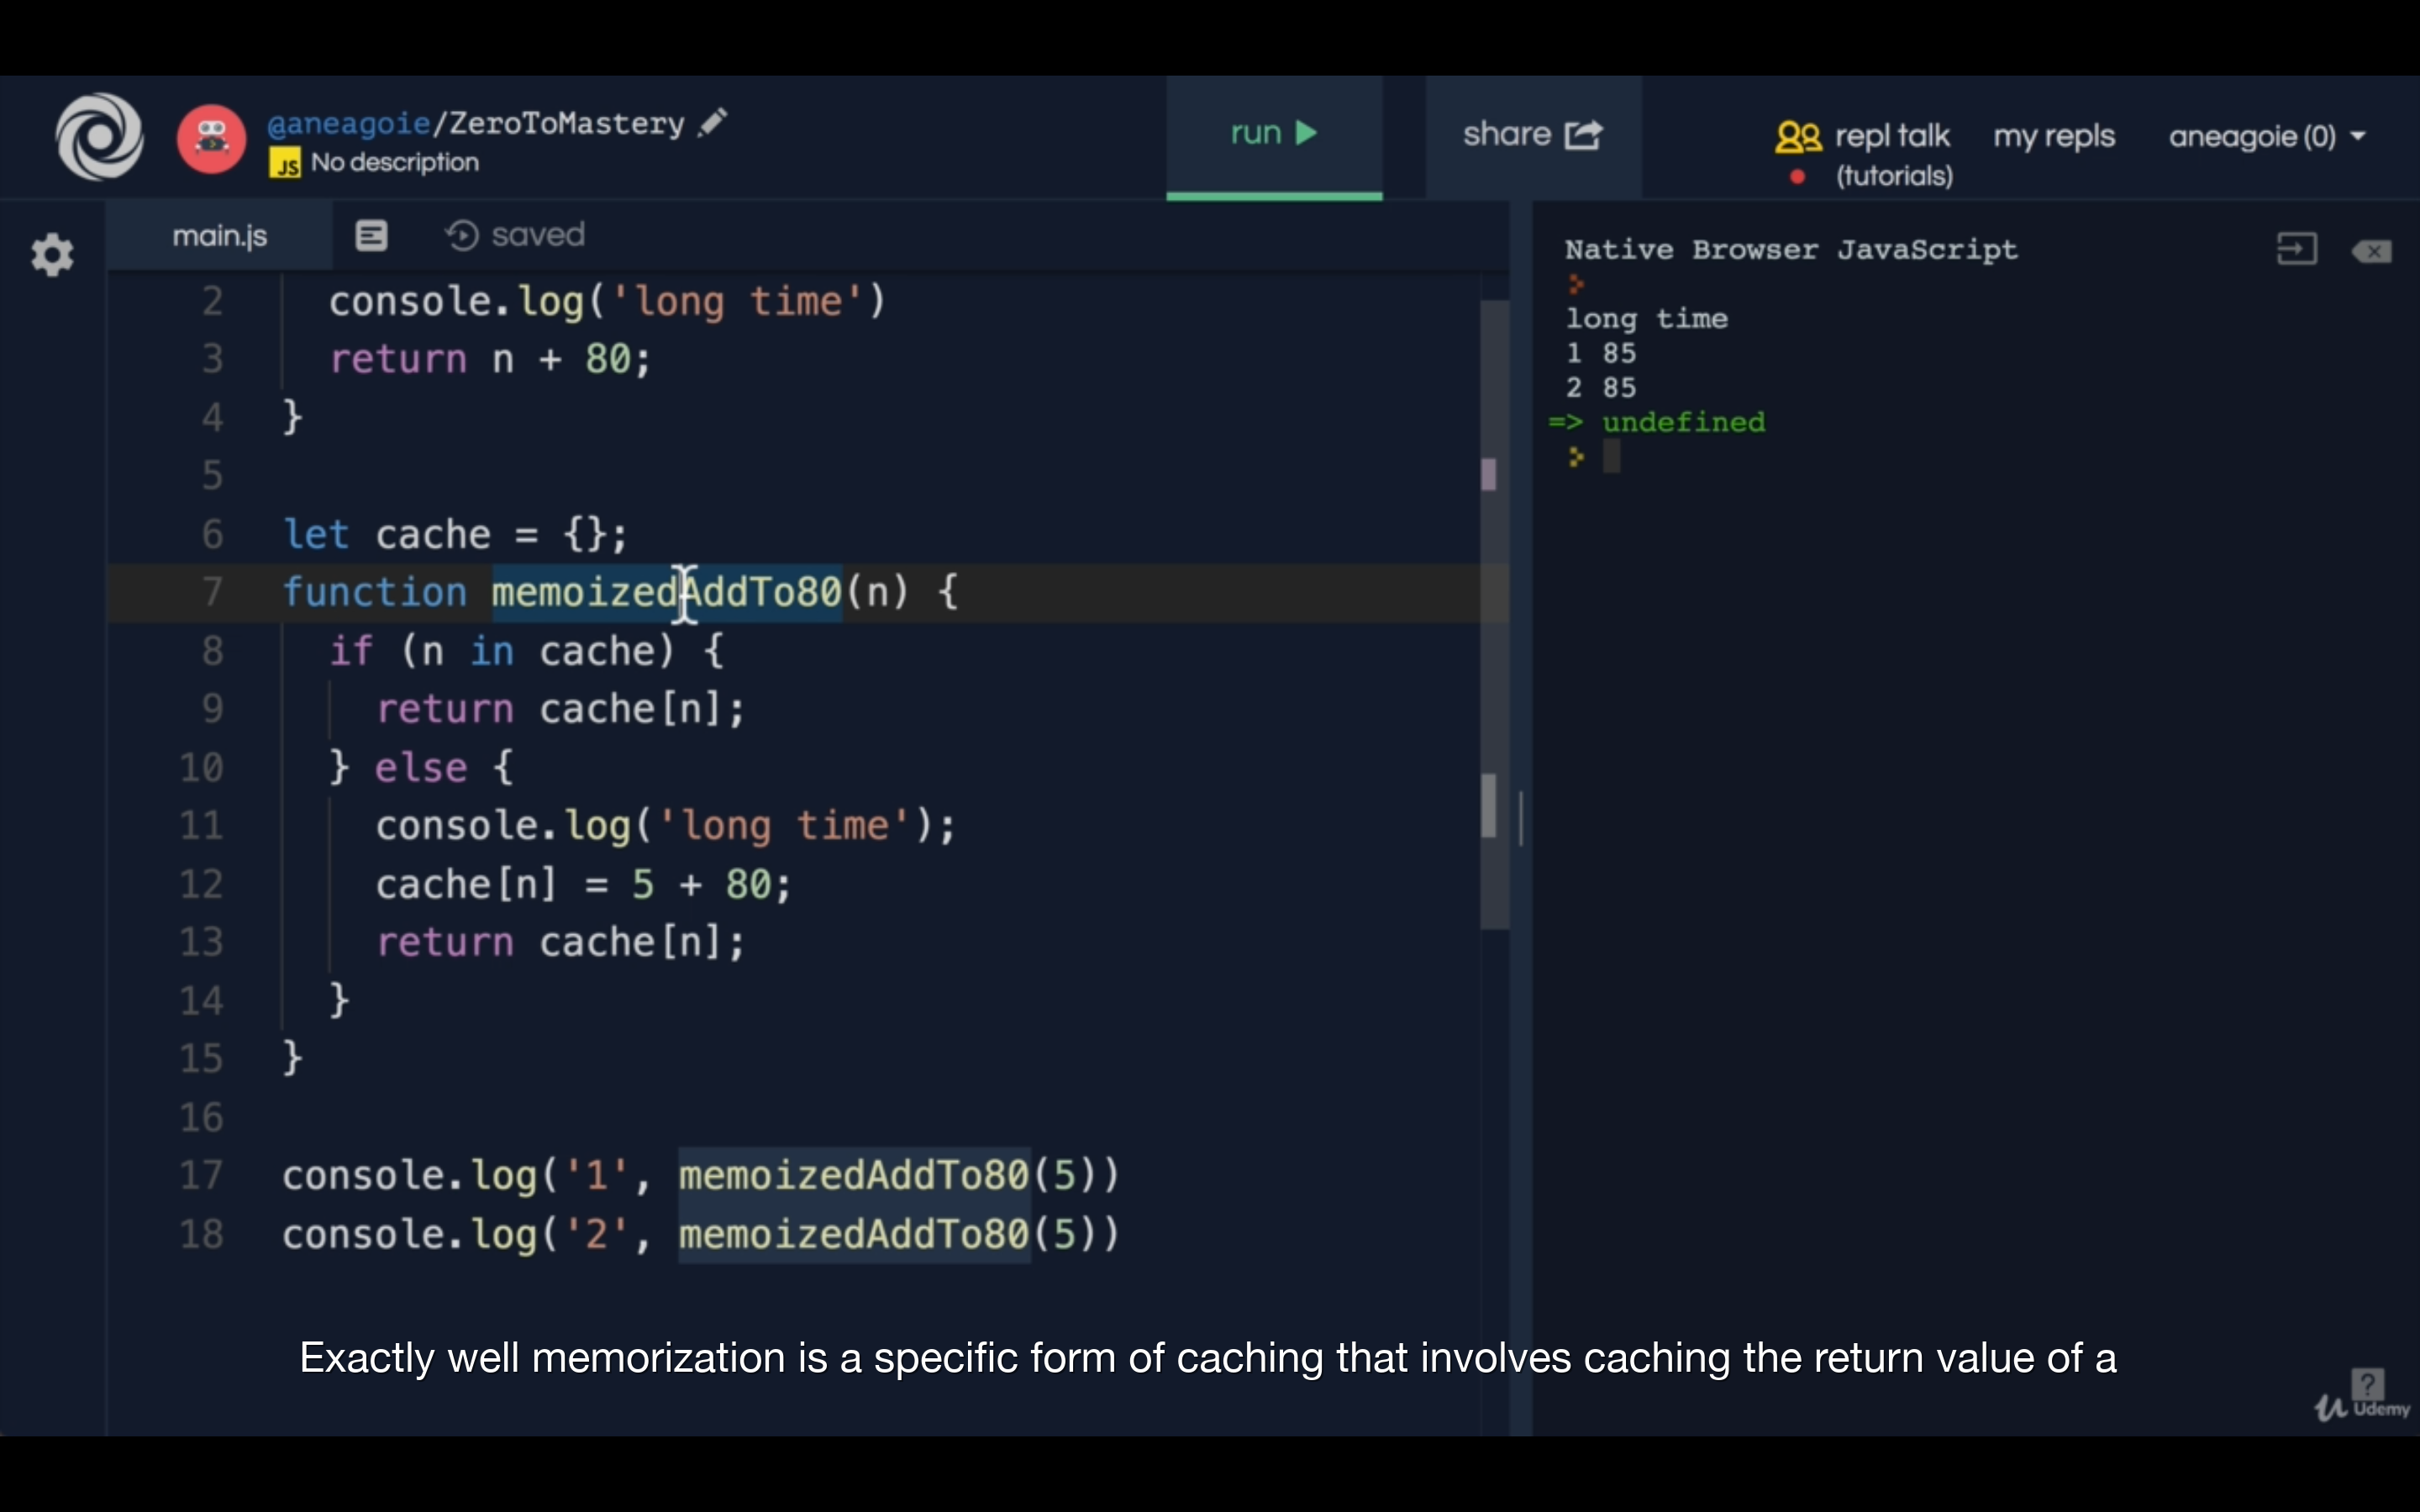 @aneagoie/ZeroToMastery
JS No description
run
share
repl talk
(tutorials)
my repls
aneagoie (0)
main.js
saved
2 console.log('long time')
3 return n + 80;
4 }
5
6 let cache = {};
7 function memoizedAddTo80(n) {
8 if (n in cache) {
9 return cache[n];
10 } else {
11 console.log('long time');
12 cache[n] = 5 + 80;
13 return cache[n];
14 }
15 }
16
17 console.log('1', memoizedAddTo80(5))
18 console.log('2', memoizedAddTo80(5))
Native Browser JavaScript
long time
1 85
2 85
=> undefined
Exactly well memorization is a specific form of caching that involves caching the return value of a
?
Udemy